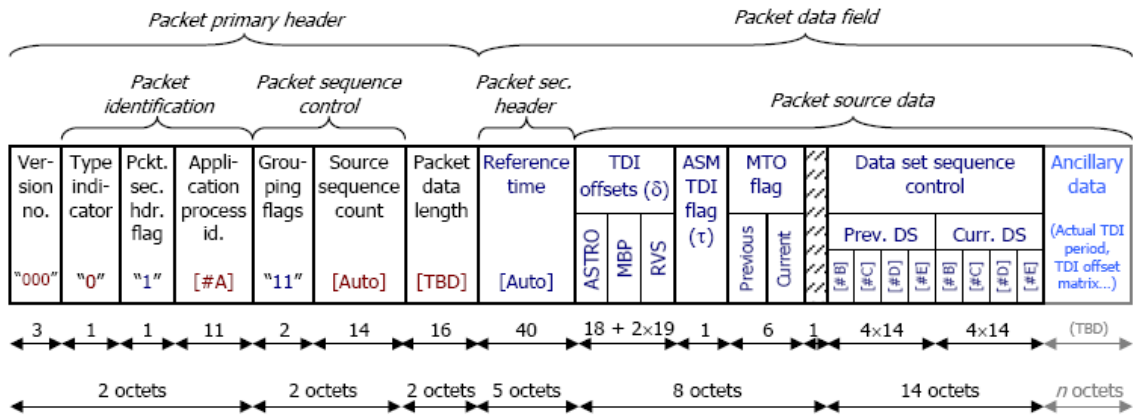 Packet primary header
Packet data field
Packet identification
Packet sequence control
Packet sec. header
Packet source data
Ver-
sion
no.
"000"
Type
indi-
cator
"0"
Pckt.
sec.
hdr.
flag
"1"
Appli-
cation
process
id.
[#A]
Grou-
ping
flags
"11"
Source
sequence
count
[Auto]
Packet
data
length
[TBD]
Reference
time
[Auto]
TDI
offsets (δ)
ASTRO
MBP
RVS
ASM
TDI
flag
(τ)
MTO
flag
Previous
Current
Data set sequence
control
Prev. DS
Curr. DS
[#B]
[#C]
[#D]
[#E]
[#B]
[#C]
[#D]
[#E]
Ancillary
data
(Actual TDI
period,
TDI offset
matrix...)
3 1 1 11 2 14 16 40 18 + 2×19 1 6 1 4×14 4×14 (TBD)
2 octets 2 octets 2 octets 5 octets 8 octets 14 octets n octets